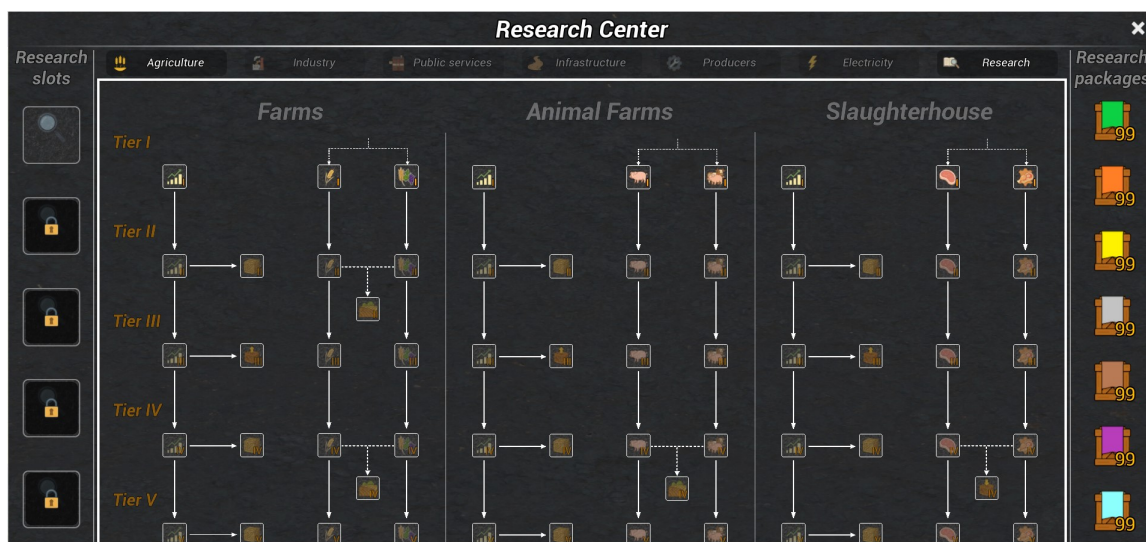 Research Center
Research slots
Agriculture
Industry
Public services
Infrastructure
Producers
Electricity
Research
Research packages
Farms
Animal Farms
Slaughterhouse
Tier I
Tier II
Tier III
Tier IV
Tier V
99
99
99
99
99
99
99